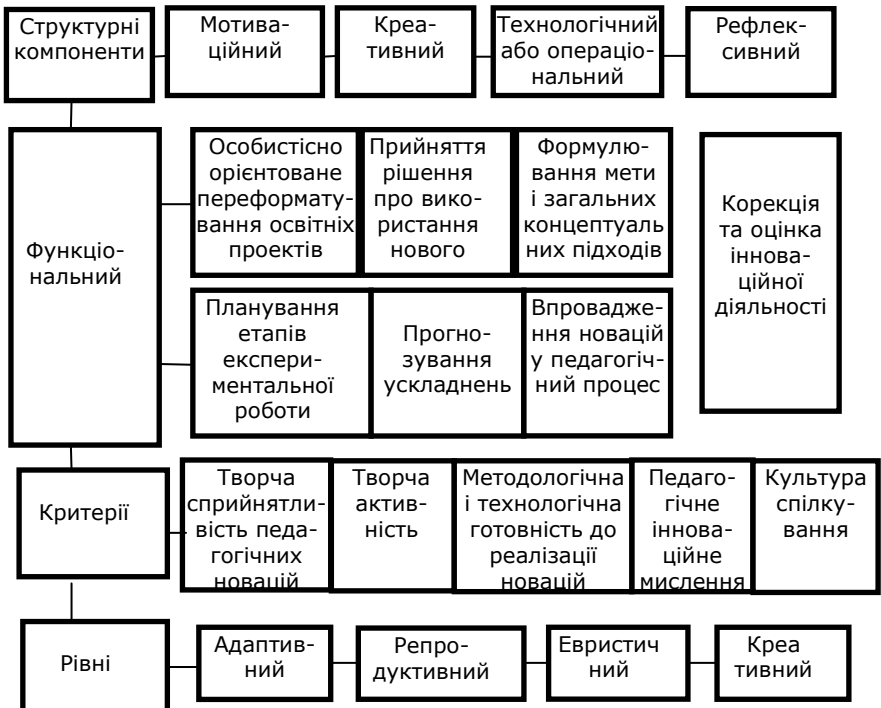 Структурні
компоненти
Мотива-
ційний
Креа-
тивний
Технологічний
або операціо-
нальний
Рефлек-
сивний
Функціо-
нальний
Особистісно
орієнтоване
переформату-
вання освітніх
проектів
Прийняття
рішення
про вико-
ристання
нового
Формулю-
вання мети
і загальних
концептуаль
них підходів
Корекція
та оцінка
іннова-
ційної
діяльності
Планування
етапів
експери-
ментальної
роботи
Прогно-
зування
ускладнень
Впровадже-
ння новацій
у педагогіч-
ний процес
Критерії
Творча
сприйнятли-
вість педа-
гогічних
новацій
Творча
актив-
ність
Методологічна
і технологічна
готовність до
реалізації
новацій
Педаго-
гічне
іннова-
ційне
мислення
Культура
спілку-
вання
Рівні
Адаптив-
ний
Репро-
дуктивний
Евристич
ний
Креа
тивний